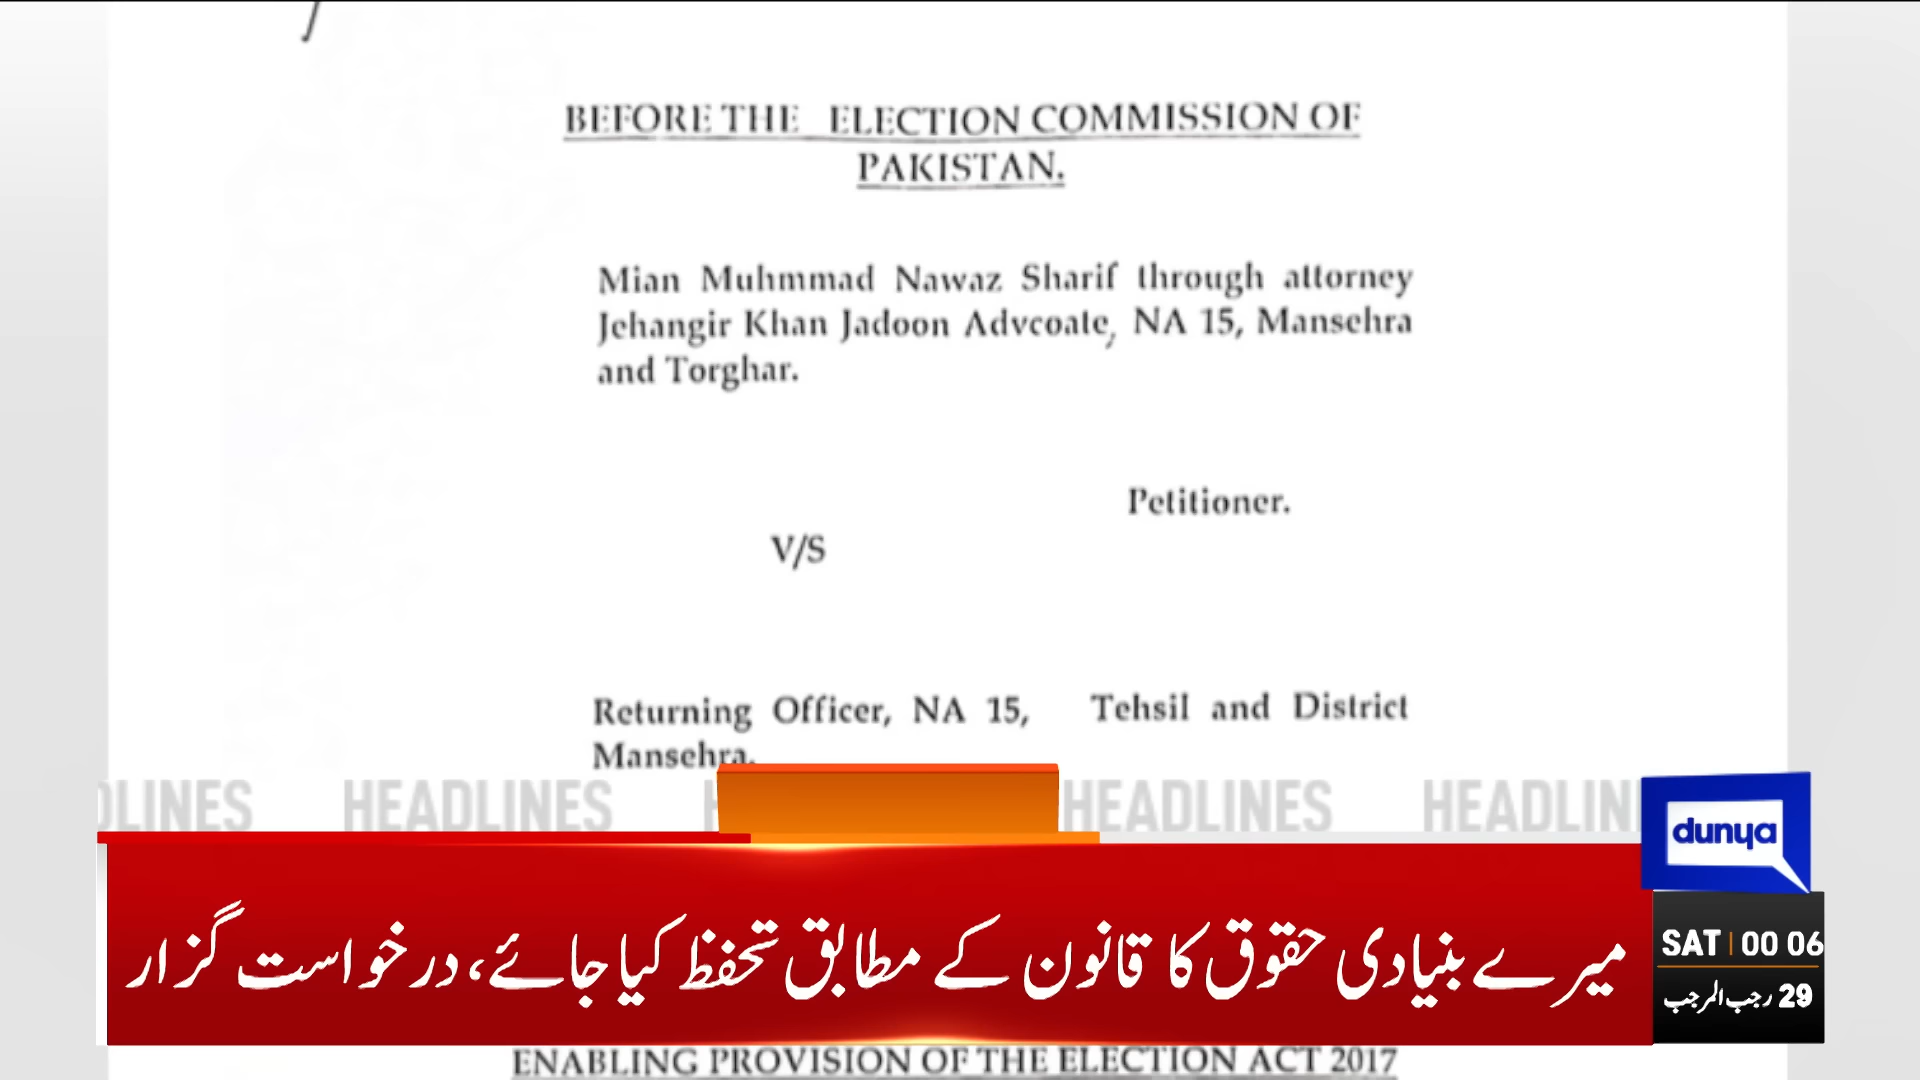 BEFORE THE ELECTION COMMISSION OF
PAKISTAN.
Mian Muhmmad Nawaz Sharif through attorney
Jehangir Khan Jadoon Advcoate, NA 15, Mansehra
and Torghar.
Petitioner.
V/S
Returning Officer, NA 15, Tehsil and District
Mansehra.
HEADLINES HEADLINES
dunya
میرے بنیادی حقوق کا قانون کے مطابق تحفظ کیا جائے، درخواست گزار
SAT | 00 06
29 رجب المرجب
ENABLING PROVISION OF THE ELECTION ACT 2017